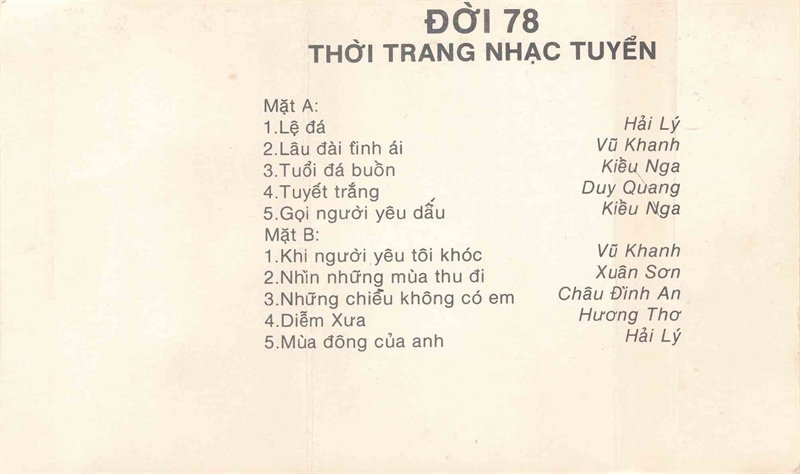 ĐỜI 78
THỜI TRANG NHẠC TUYỂN
Mặt A:
1.Lệ đá Hải Lý
2.Lâu đài tình ái Vũ Khanh
3.Tuổi đá buồn Kiều Nga
4.Tuyết trắng Duy Quang
5.Gọi người yêu dấu Kiều Nga
Mặt B:
1.Khi người yêu tôi khóc Vũ Khanh
2.Nhìn những mùa thu đi Xuân Sơn
3.Những chiều không có em Châu Đình An
4.Diễm Xưa Hương Thơ
5.Mùa đông của anh Hải Lý